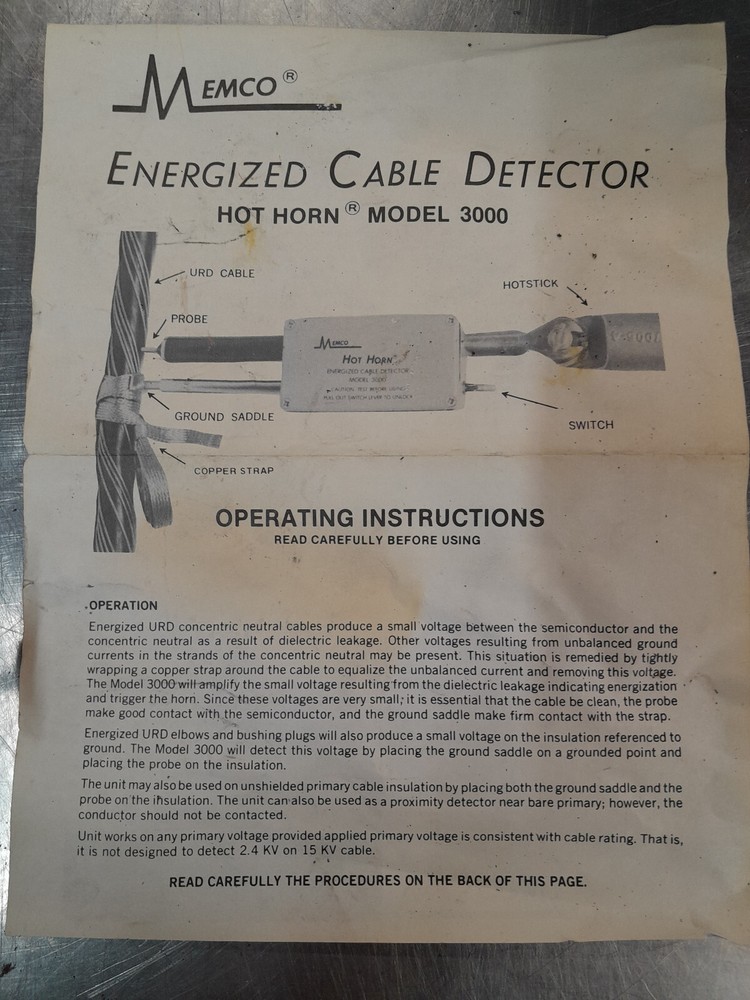 MEMCO®
ENERGIZED CABLE DETECTOR
HOT HORN® MODEL 3000
URD CABLE
HOTSTICK
PROBE
MEMCO
HOT HORN
ENERGIZED CABLE DETECTOR
MODEL 3000
CAUTION: TEST BEFORE USING
PULL OUT SWITCH LEVER TO UNLOCK
GROUND SADDLE
SWITCH
COPPER STRAP
OPERATING INSTRUCTIONS
READ CAREFULLY BEFORE USING
OPERATION
Energized URD concentric neutral cables produce a small voltage between the semiconductor and the
concentric neutral as a result of dielectric leakage. Other voltages resulting from unbalanced ground
currents in the strands of the concentric neutral may be present. This situation is remedied by tightly
wrapping a copper strap around the cable to equalize the unbalanced current and removing this voltage.
The Model 3000 will amplify the small voltage resulting from the dielectric leakage indicating energization
and trigger the horn. Since these voltages are very small, it is essential that the cable be clean, the probe
make good contact with the semiconductor, and the ground saddle make firm contact with the strap.
Energized URD elbows and bushing plugs will also produce a small voltage on the insulation referenced to
ground. The Model 3000 will detect this voltage by placing the ground saddle on a grounded point and
placing the probe on the insulation.
The unit may also be used on unshielded primary cable insulation by placing both the ground saddle and the
probe on the insulation. The unit can also be used as a proximity detector near bare primary; however, the
conductor should not be contacted.
Unit works on any primary voltage provided applied primary voltage is consistent with cable rating. That is,
it is not designed to detect 2.4 KV on 15 KV cable.
READ CAREFULLY THE PROCEDURES ON THE BACK OF THIS PAGE.